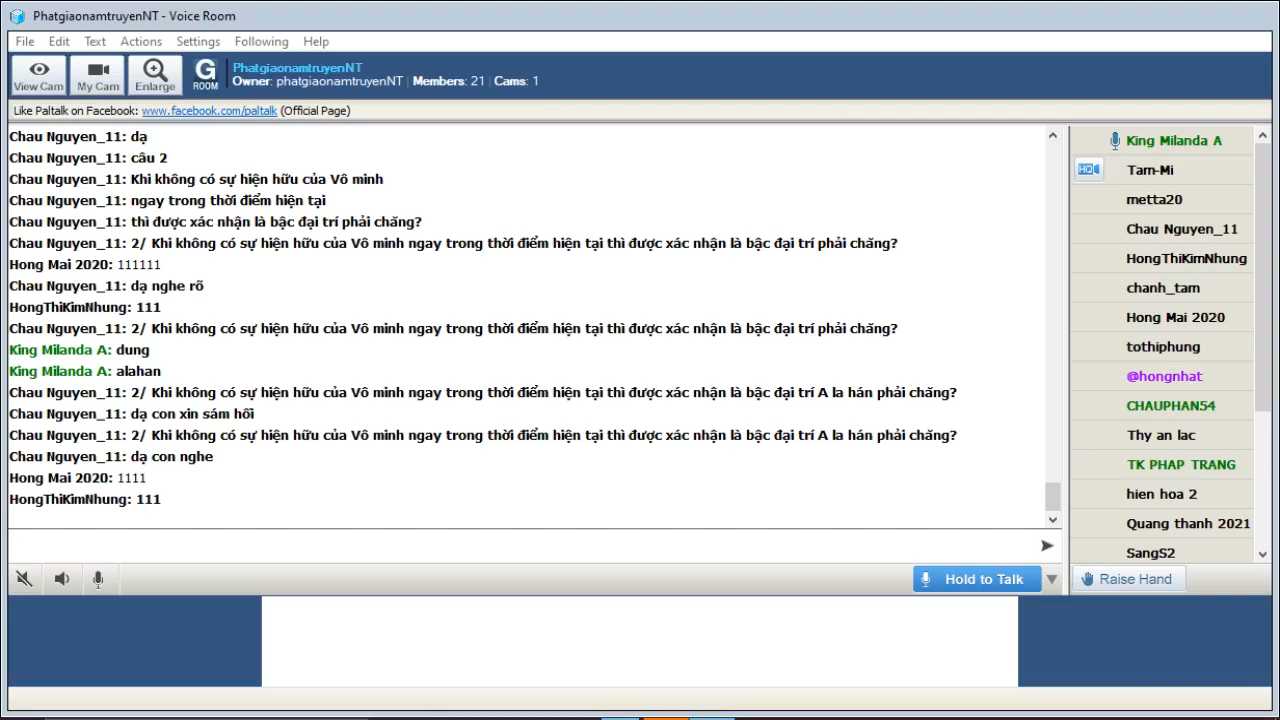 PhatgiaonamtruyenNT - Voice Room
File Edit Text Actions Settings Following Help
View Cam My Cam Enlarge G ROOM
PhatgiaonamtruyenNT
Owner: phatgiaonamtruyenNT | Members: 21 | Cams: 1
Like Paltalk on Facebook: www.facebook.com/paltalk (Official Page)
Chau Nguyen_11: dạ
Chau Nguyen_11: câu 2
Chau Nguyen_11: Khi không có sự hiện hữu của Vô minh
Chau Nguyen_11: ngay trong thời điểm hiện tại
Chau Nguyen_11: thì được xác nhận là bậc đại trí phải chăng?
Chau Nguyen_11: 2/ Khi không có sự hiện hữu của Vô minh ngay trong thời điểm hiện tại thì được xác nhận là bậc đại trí phải chăng?
Hong Mai 2020: 111111
Chau Nguyen_11: dạ nghe rõ
HongThiKimNhung: 111
Chau Nguyen_11: 2/ Khi không có sự hiện hữu của Vô minh ngay trong thời điểm hiện tại thì được xác nhận là bậc đại trí phải chăng?
King Milanda A: dung
King Milanda A: alahan
Chau Nguyen_11: 2/ Khi không có sự hiện hữu của Vô minh ngay trong thời điểm hiện tại thì được xác nhận là bậc đại trí A la hán phải chăng?
Chau Nguyen_11: dạ con xin sám hối
Chau Nguyen_11: 2/ Khi không có sự hiện hữu của Vô minh ngay trong thời điểm hiện tại thì được xác nhận là bậc đại trí A la hán phải chăng?
Chau Nguyen_11: dạ con nghe
Hong Mai 2020: 1111
HongThiKimNhung: 111
King Milanda A
HQ
Tam-Mi
metta20
Chau Nguyen_11
HongThiKimNhung
chanh_tam
Hong Mai 2020
tothiphung
@hongnhat
CHAUPHAN54
Thy an lac
TK PHAP TRANG
hien hoa 2
Quang thanh 2021
SangS2
Hold to Talk
Raise Hand